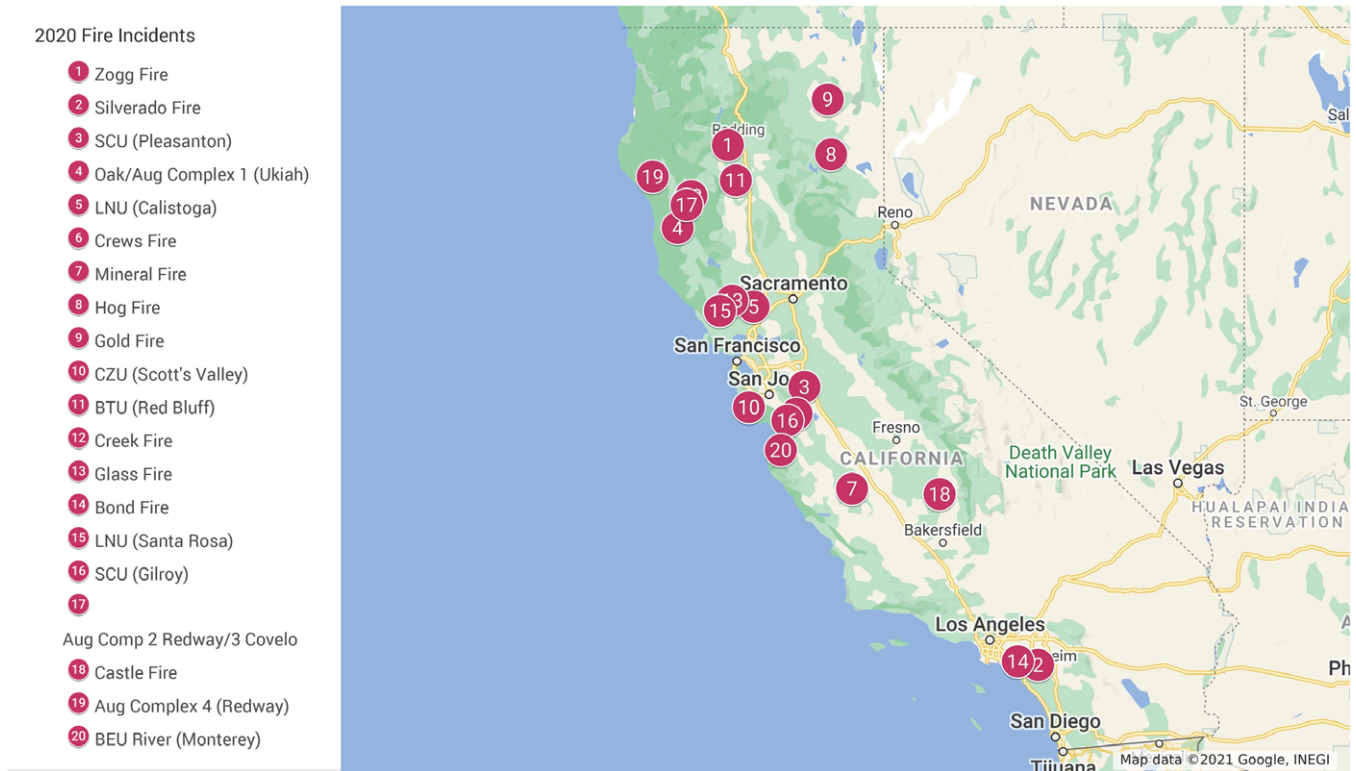 2020 Fire Incidents
1 Zogg Fire
2 Silverado Fire
3 SCU (Pleasanton)
4 Oak/Aug Complex 1 (Ukiah)
5 LNU (Calistoga)
6 Crews Fire
7 Mineral Fire
8 Hog Fire
9 Gold Fire
10 CZU (Scott's Valley)
11 BTU (Red Bluff)
12 Creek Fire
13 Glass Fire
14 Bond Fire
15 LNU (Santa Rosa)
16 SCU (Gilroy)
17
Aug Comp 2 Redway/3 Covelo
18 Castle Fire
19 Aug Complex 4 (Redway)
20 BEU River (Monterey)
9
Redding
1
8
19
11
17
4
Reno
NEVADA
Sal
Sacramento
13
15
5
San Francisco
San Jo
3
10
16
20
Fresno
CALIFORNIA
Death Valley
National Park
St. George
Las Vegas
7
18
HUALAPAI INDIA
RESERVATION
Bakersfield
Los Angeles
14
2
eim
Ph
San Diego
Tijuana
Map data ©2021 Google, INEGI